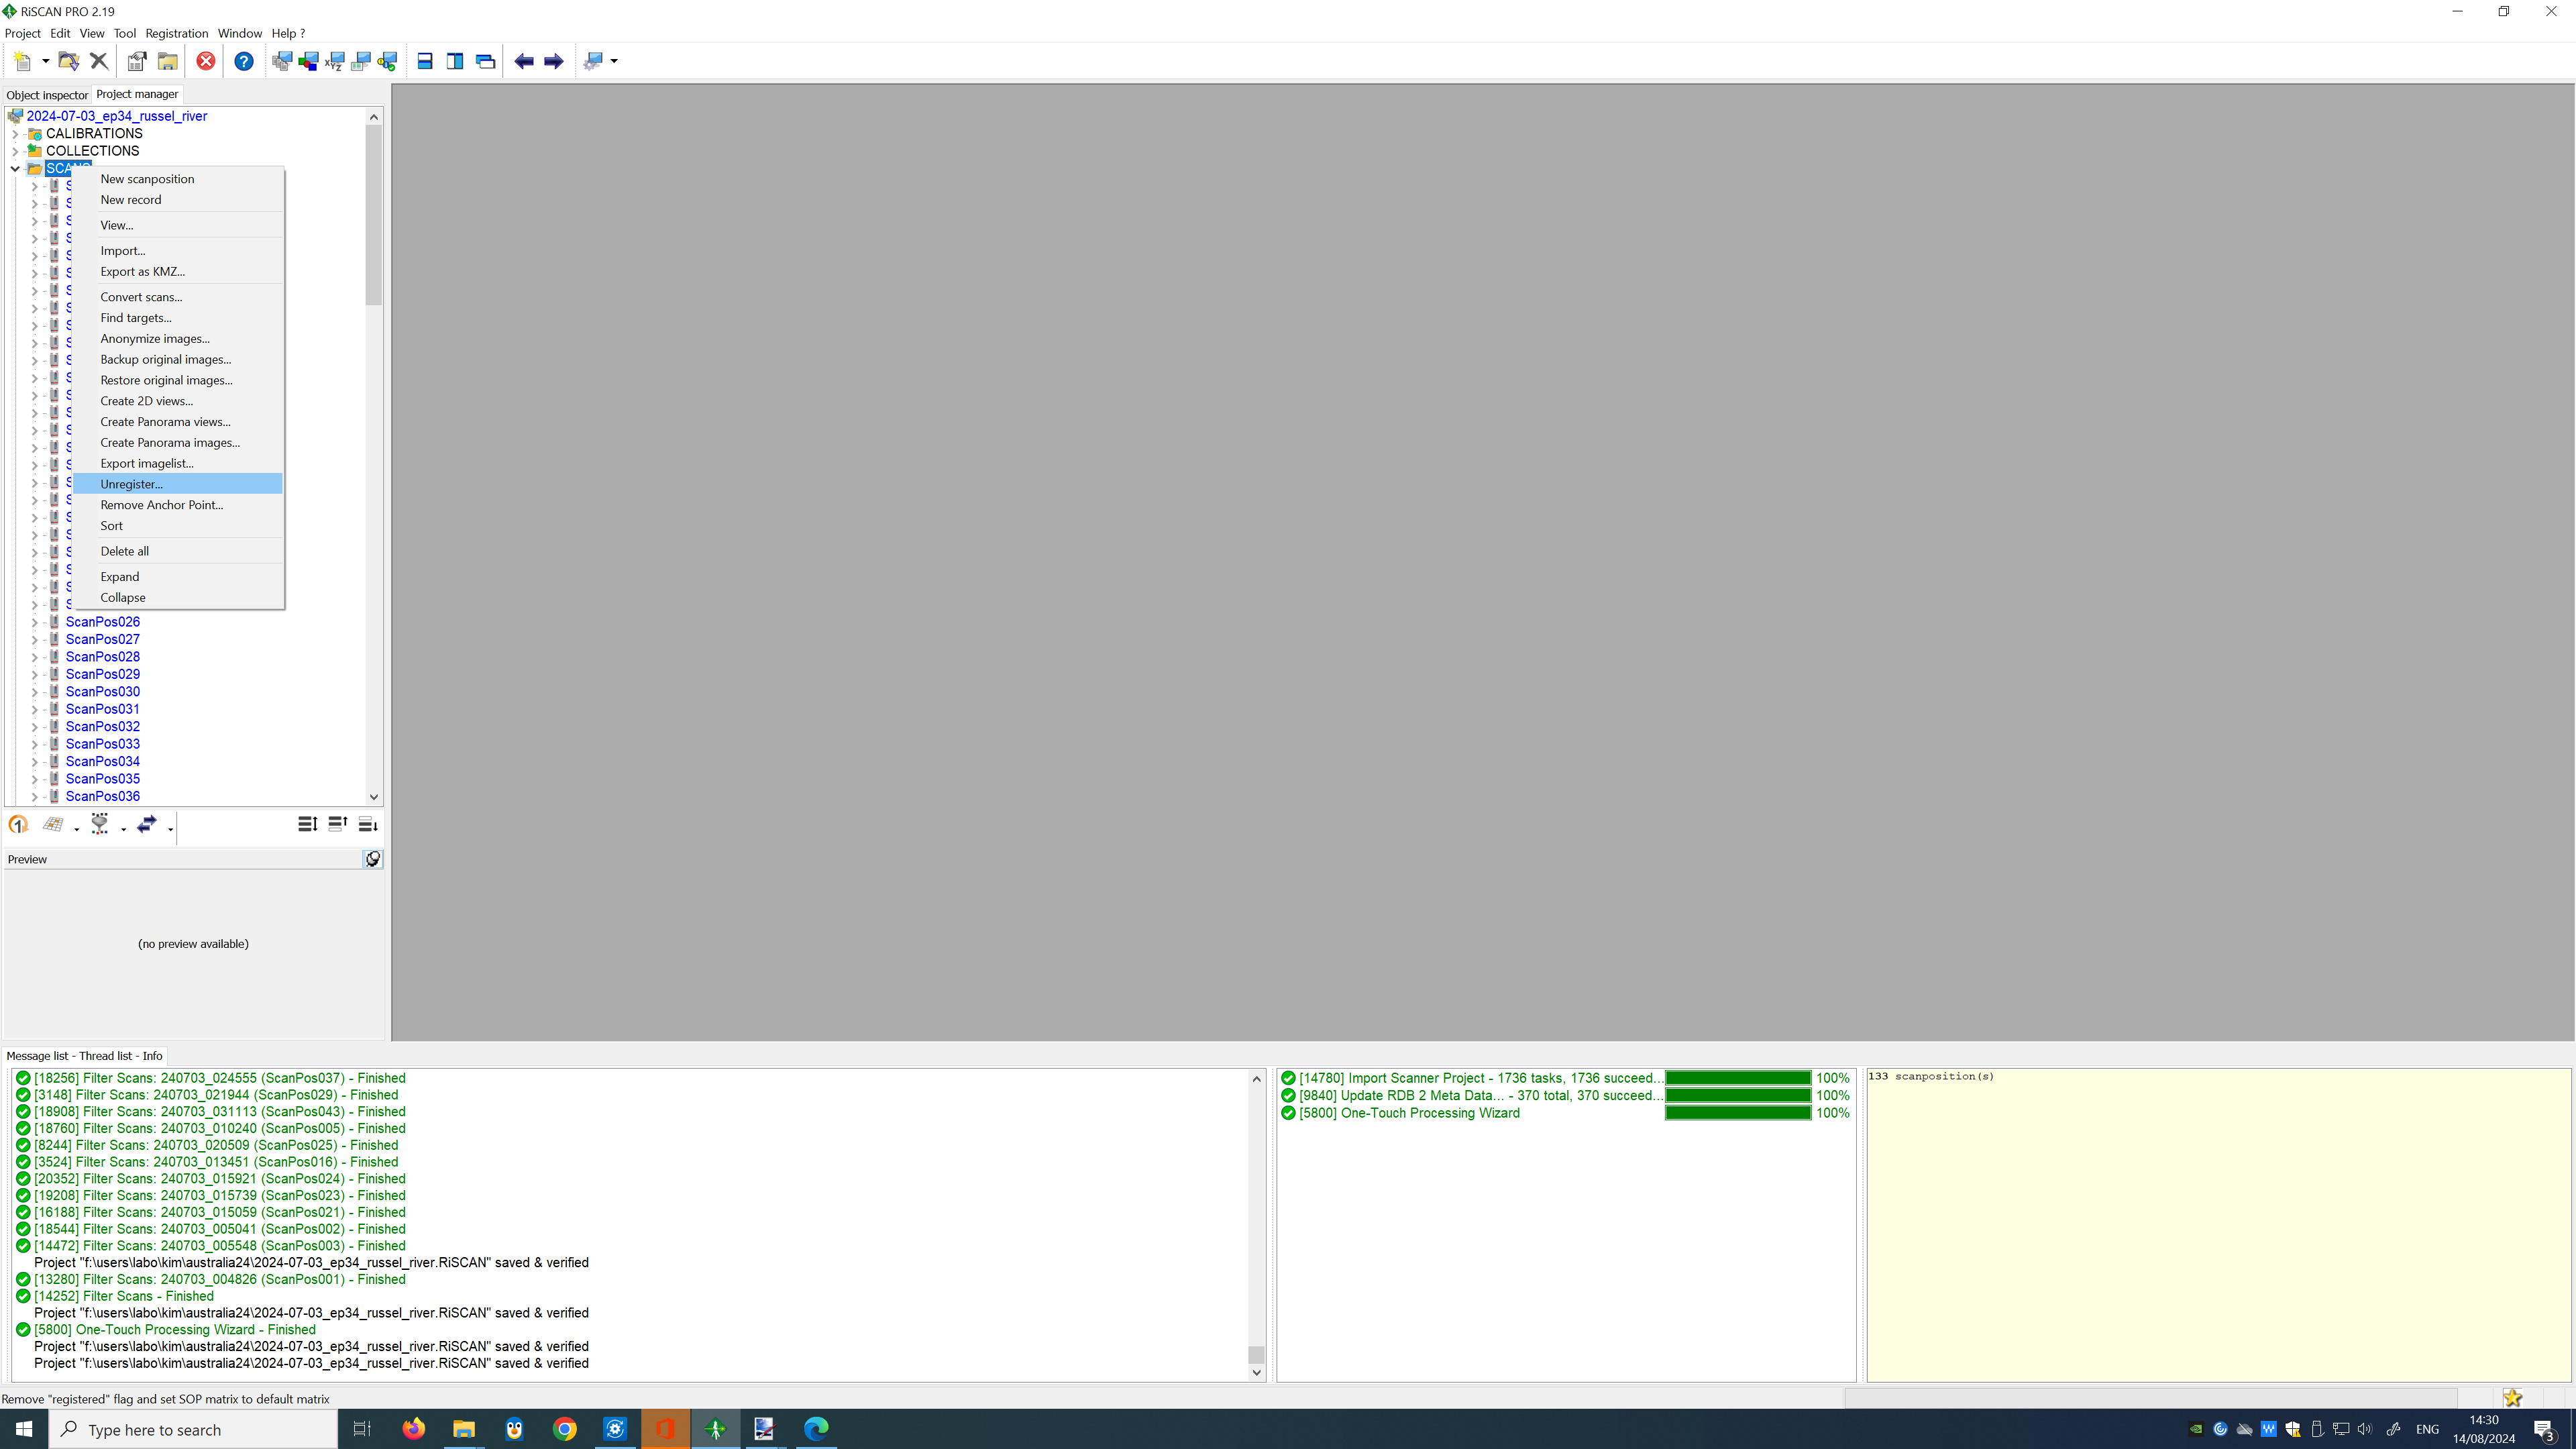 RiSCAN PRO 2.19
Project Edit View Tool Registration Window Help ?
Object inspector Project manager
2024-07-03_ep34_russel_river
CALIBRATIONS
COLLECTIONS
New scanposition
New record
View...
Import...
Export as KMZ...
Convert scans...
Find targets...
Anonymize images...
Backup original images...
Restore original images...
Create 2D views...
Create Panorama views...
Create Panorama images...
Export imagelist...
Unregister...
Remove Anchor Point...
Sort
Delete all
Expand
Collapse
ScanPos026
ScanPos027
ScanPos028
ScanPos029
ScanPos030
ScanPos031
ScanPos032
ScanPos033
ScanPos034
ScanPos035
ScanPos036
Preview
(no preview available)
Message list - Thread list - Info
[18256] Filter Scans: 240703_024555 (ScanPos037) - Finished
[3148] Filter Scans: 240703_021944 (ScanPos029) - Finished
[18908] Filter Scans: 240703_031113 (ScanPos043) - Finished
[18760] Filter Scans: 240703_010240 (ScanPos005) - Finished
[8244] Filter Scans: 240703_020509 (ScanPos025) - Finished
[3524] Filter Scans: 240703_013451 (ScanPos016) - Finished
[20352] Filter Scans: 240703_015921 (ScanPos024) - Finished
[19208] Filter Scans: 240703_015739 (ScanPos023) - Finished
[16188] Filter Scans: 240703_015059 (ScanPos021) - Finished
[18544] Filter Scans: 240703_005041 (ScanPos002) - Finished
[14472] Filter Scans: 240703_005548 (ScanPos003) - Finished
Project "f:\users\labo\kim\australia24\2024-07-03_ep34_russel_river.RiSCAN" saved & verified
[13280] Filter Scans: 240703_004826 (ScanPos001) - Finished
[14252] Filter Scans - Finished
Project "f:\users\labo\kim\australia24\2024-07-03_ep34_russel_river.RiSCAN" saved & verified
[5800] One-Touch Processing Wizard - Finished
Project "f:\users\labo\kim\australia24\2024-07-03_ep34_russel_river.RiSCAN" saved & verified
Project "f:\users\labo\kim\australia24\2024-07-03_ep34_russel_river.RiSCAN" saved & verified
[14780] Import Scanner Project - 1736 tasks, 1736 succeed... 100%
[9840] Update RDB 2 Meta Data... - 370 total, 370 succeed... 100%
[5800] One-Touch Processing Wizard 100%
133 scanposition(s)
Remove "registered" flag and set SOP matrix to default matrix
Type here to search
ENG
14:30
14/08/2024
3